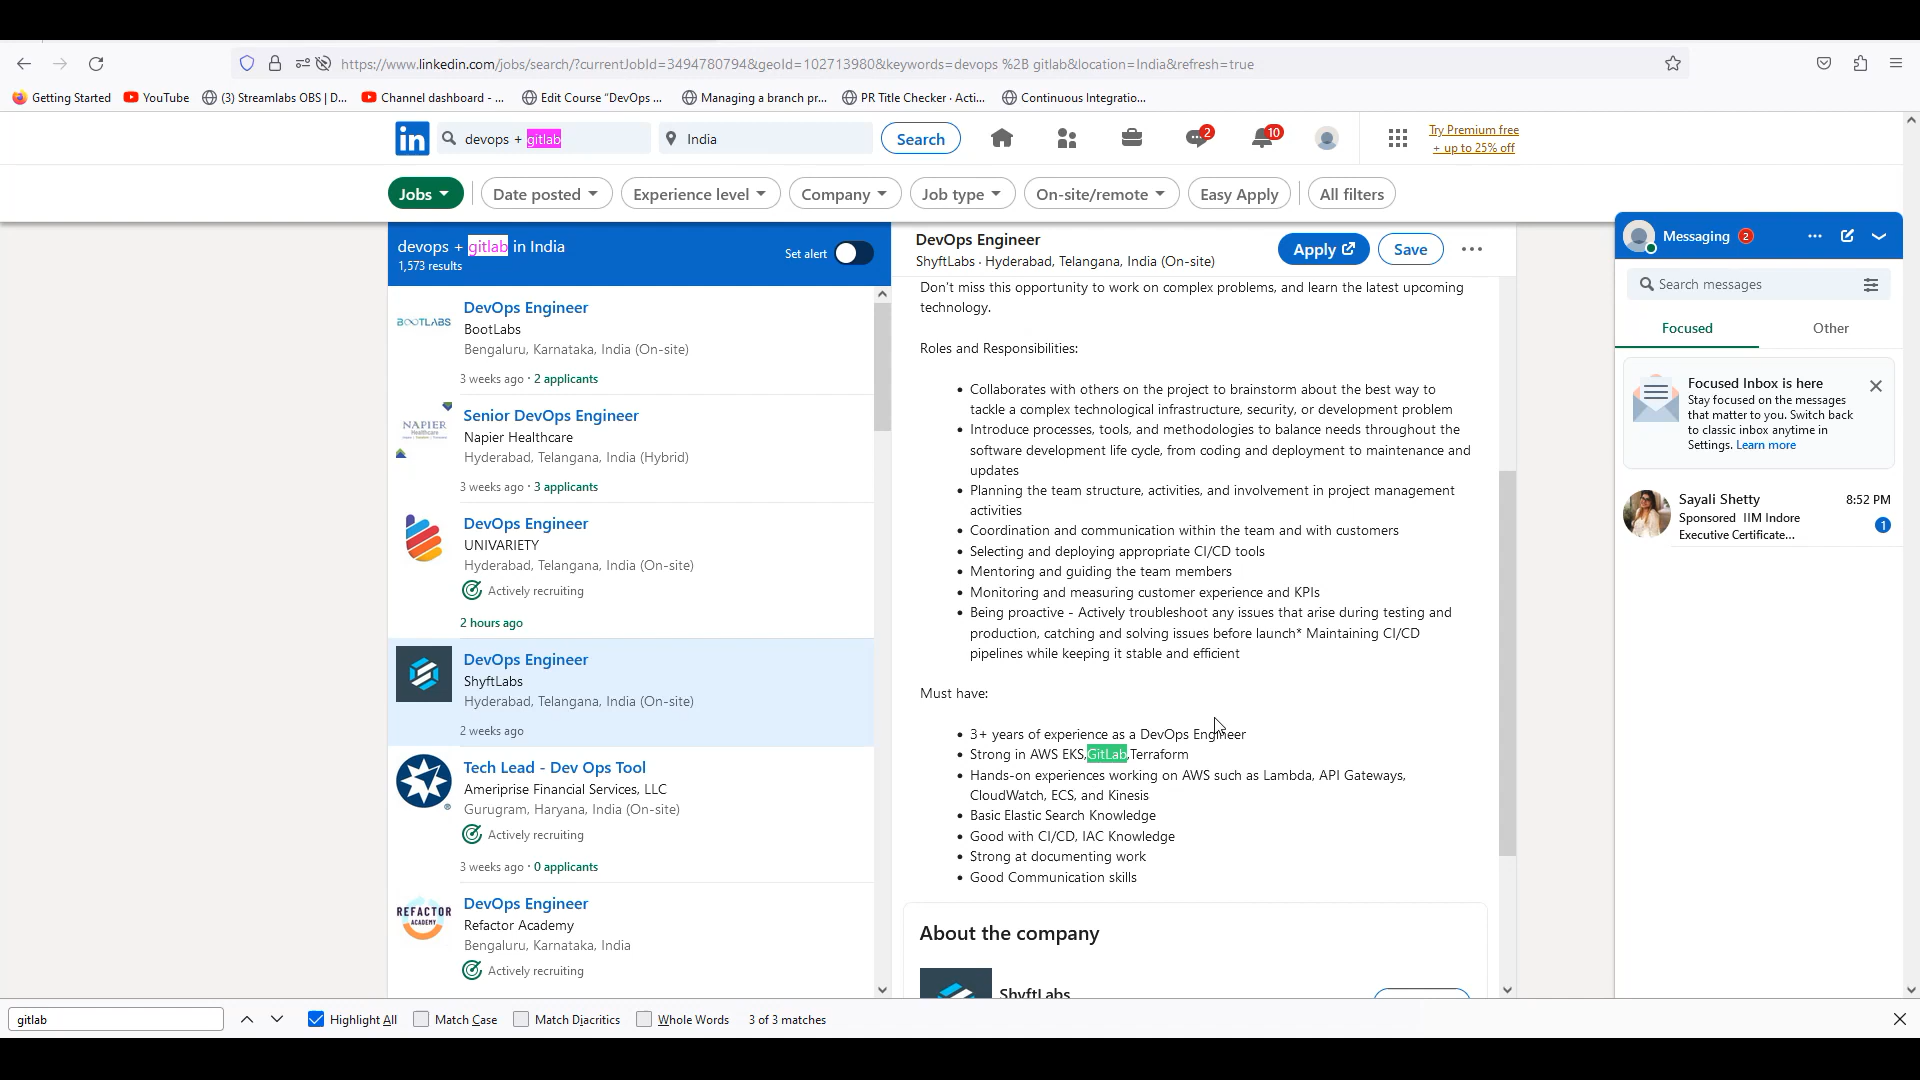 https://www.linkedin.com/jobs/search/?currentJobId=3494780794&geoId=102713980&keywords=devops %2B gitlab&location=India&refresh=true
Getting Started
YouTube
(3) Streamlabs OBS | D...
Channel dashboard - ...
Edit Course "DevOps ...
Managing a branch pr...
PR Title Checker · Acti...
Continuous Integratio...
in
devops + gitlab
India
Search
2
10
Try Premium free
+ up to 25% off
Jobs
Date posted
Experience level
Company
Job type
On-site/remote
Easy Apply
All filters
devops + gitlab in India
1,573 results
Set alert
BOOTLABS
DevOps Engineer
BootLabs
Bengaluru, Karnataka, India (On-site)
3 weeks ago · 2 applicants
NAPIER
Healthcare
Senior DevOps Engineer
Napier Healthcare
Hyderabad, Telangana, India (Hybrid)
3 weeks ago · 3 applicants
DevOps Engineer
UNIVARIETY
Hyderabad, Telangana, India (On-site)
Actively recruiting
2 hours ago
DevOps Engineer
ShyftLabs
Hyderabad, Telangana, India (On-site)
2 weeks ago
Tech Lead - Dev Ops Tool
Ameriprise Financial Services, LLC
Gurugram, Haryana, India (On-site)
Actively recruiting
3 weeks ago · 0 applicants
REFACTOR
ACADEMY
DevOps Engineer
Refactor Academy
Bengaluru, Karnataka, India
Actively recruiting
DevOps Engineer
ShyftLabs · Hyderabad, Telangana, India (On-site)
Apply
Save
Don't miss this opportunity to work on complex problems, and learn the latest upcoming
technology.
Roles and Responsibilities:
• Collaborates with others on the project to brainstorm about the best way to
tackle a complex technological infrastructure, security, or development problem
• Introduce processes, tools, and methodologies to balance needs throughout the
software development life cycle, from coding and deployment to maintenance and
updates
• Planning the team structure, activities, and involvement in project management
activities
• Coordination and communication within the team and with customers
• Selecting and deploying appropriate CI/CD tools
• Mentoring and guiding the team members
• Monitoring and measuring customer experience and KPIs
• Being proactive - Actively troubleshoot any issues that arise during testing and
production, catching and solving issues before launch* Maintaining CI/CD
pipelines while keeping it stable and efficient
Must have:
• 3+ years of experience as a DevOps Engineer
• Strong in AWS EKS,GitLab,Terraform
• Hands-on experiences working on AWS such as Lambda, API Gateways,
CloudWatch, ECS, and Kinesis
• Basic Elastic Search Knowledge
• Good with CI/CD, IAC Knowledge
• Strong at documenting work
• Good Communication skills
About the company
ShyftLabs
Messaging
2
Search messages
Focused
Other
Focused Inbox is here
Stay focused on the messages
that matter to you. Switch back
to classic inbox anytime in
Settings. Learn more
Sayali Shetty
8:52 PM
Sponsored IIM Indore
Executive Certificate...
1
gitlab
Highlight All
Match Case
Match Diacritics
Whole Words
3 of 3 matches